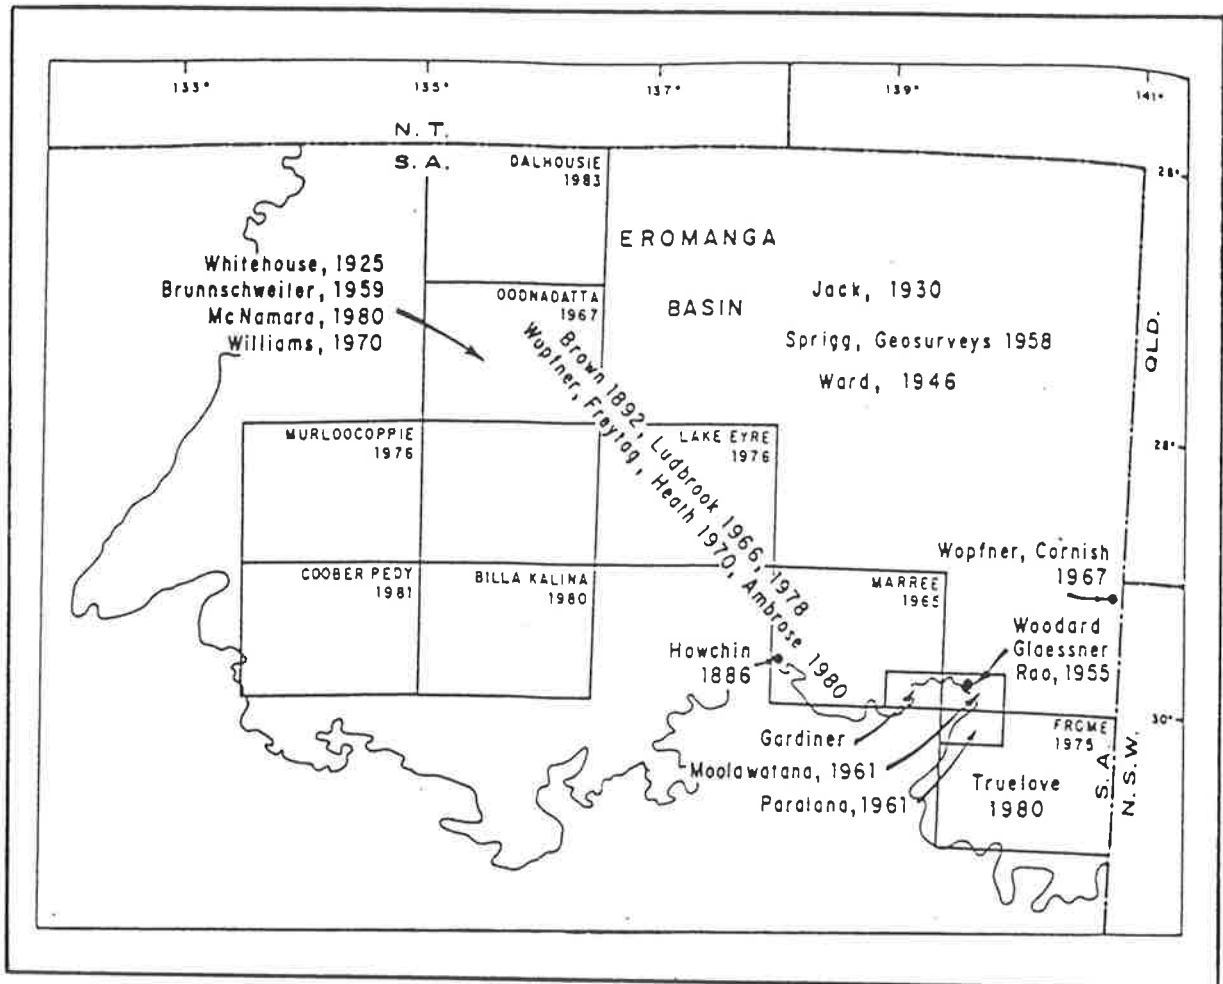 133°
135°
137°
139°
141°
N. T.
S. A.
DALHOUSIE
1983
26°
EROMANGA
BASIN
Whitehouse, 1925
Brunnschweiler, 1959
McNamara, 1980
Williams, 1970
OODNADATTA
1967
Jack, 1930
Sprigg, Geosurveys 1958
Ward, 1946
QLD.
Brown 1892, Ludbrook 1966, 1978
Wopfner, Freytag, Heath 1970, Ambrose 1980
MURLOOCOPPIE
1976
LAKE EYRE
1976
28°
Wopfner, Cornish
1967
COOBER PEDY
1981
BILLA KALINA
1980
MARREE
1965
Woodard
Glaessner
Rao, 1955
Howchin
1886
30°
FROME
1975
Gardiner
Moolawatana, 1961
Paralana, 1961
Truelove
1980
S. A.
N. S. W.